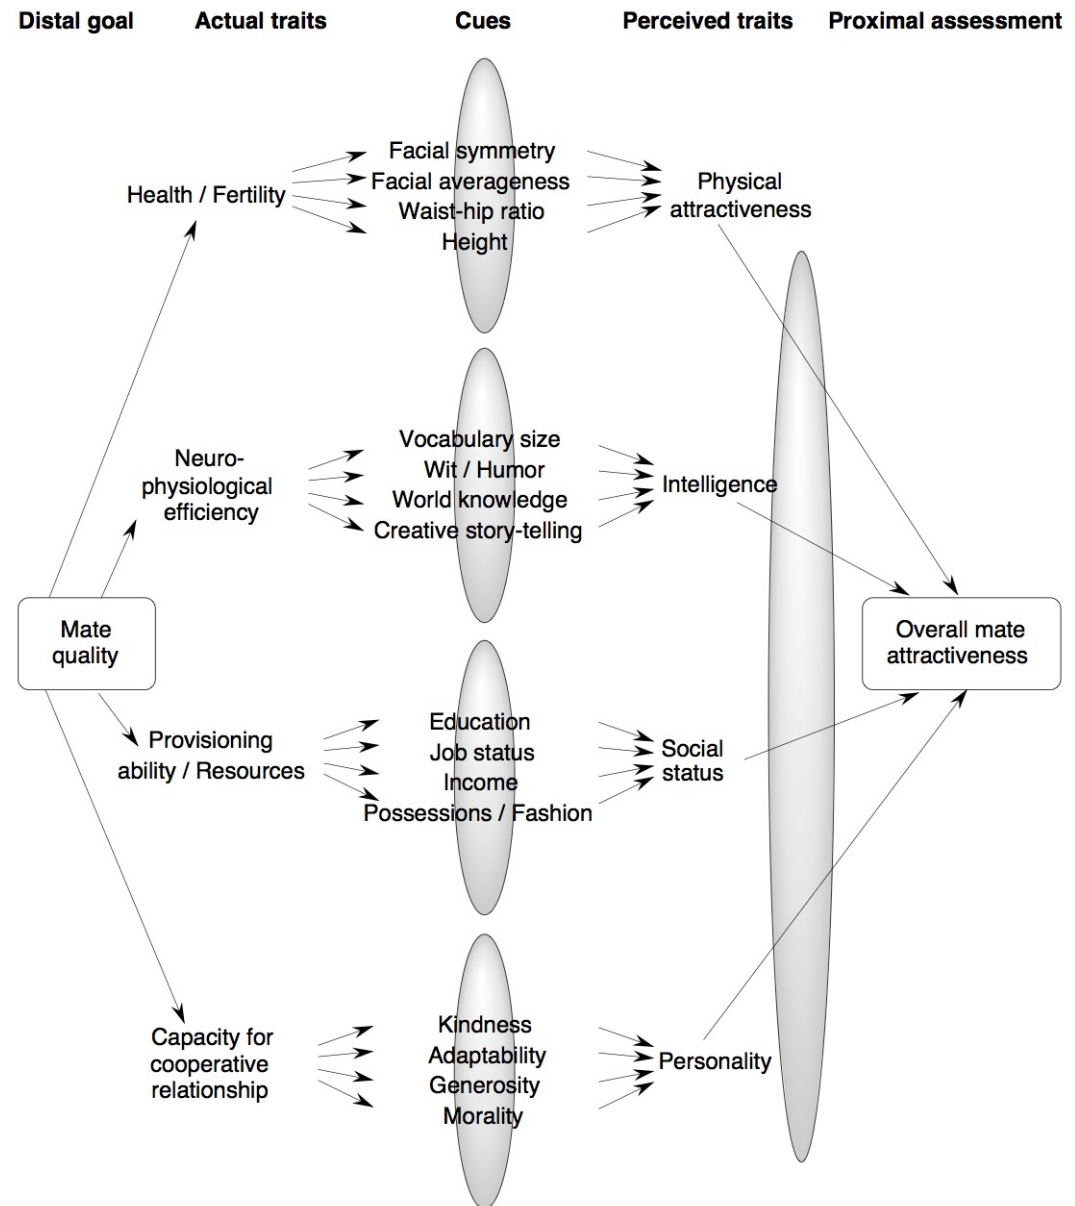 Distal goal
Actual traits
Cues
Perceived traits
Proximal assessment
Health / Fertility
Facial symmetry
Facial averageness
Waist-hip ratio
Height
Physical
attractiveness
Neuro-
physiological
efficiency
Vocabulary size
Wit / Humor
World knowledge
Creative story-telling
Intelligence
Mate
quality
Overall mate
attractiveness
Provisioning
ability / Resources
Education
Job status
Income
Possessions / Fashion
Social
status
Capacity for
cooperative
relationship
Kindness
Adaptability
Generosity
Morality
Personality